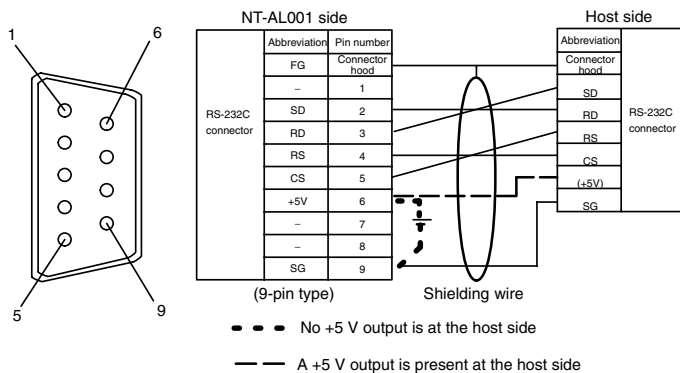 NT-AL001 side
Host side
1
6
5
9
RS-232C connector
Abbreviation Pin number
FG Connector hood
– 1
SD 2
RD 3
RS 4
CS 5
+5V 6
– 7
– 8
SG 9
Abbreviation
Connector hood
SD
RD
RS
CS
(+5V)
SG
RS-232C connector
(9-pin type)
Shielding wire
No +5 V output is at the host side
A +5 V output is present at the host side